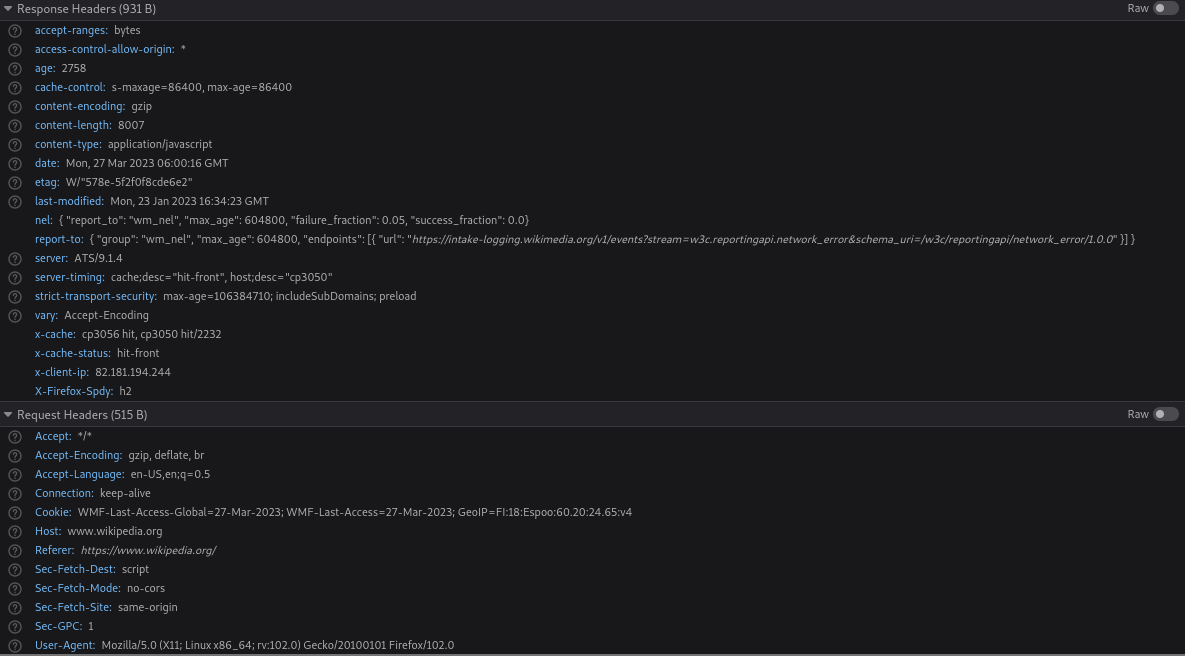 Response Headers (931 B) Raw
accept-ranges: bytes
access-control-allow-origin: *
age: 2758
cache-control: s-maxage=86400, max-age=86400
content-encoding: gzip
content-length: 8007
content-type: application/javascript
date: Mon, 27 Mar 2023 06:00:16 GMT
etag: W/"578e-5f2f0f8cde6e2"
last-modified: Mon, 23 Jan 2023 16:34:23 GMT
nel: { "report_to": "wm_nel", "max_age": 604800, "failure_fraction": 0.05, "success_fraction": 0.0}
report-to: { "group": "wm_nel", "max_age": 604800, "endpoints": [{ "url": "https://intake-logging.wikimedia.org/v1/events?stream=w3c.reportingapi.network_error&schema_uri=/w3c/reportingapi/network_error/1.0.0" }] }
server: ATS/9.1.4
server-timing: cache;desc="hit-front", host;desc="cp3050"
strict-transport-security: max-age=106384710; includeSubDomains; preload
vary: Accept-Encoding
x-cache: cp3056 hit, cp3050 hit/2232
x-cache-status: hit-front
x-client-ip: 82.181.194.244
X-Firefox-Spdy: h2
Request Headers (515 B) Raw
Accept: */*
Accept-Encoding: gzip, deflate, br
Accept-Language: en-US,en;q=0.5
Connection: keep-alive
Cookie: WMF-Last-Access-Global=27-Mar-2023; WMF-Last-Access=27-Mar-2023; GeoIP=FI:18:Espoo:60.20:24.65:v4
Host: www.wikipedia.org
Referer: https://www.wikipedia.org/
Sec-Fetch-Dest: script
Sec-Fetch-Mode: no-cors
Sec-Fetch-Site: same-origin
Sec-GPC: 1
User-Agent: Mozilla/5.0 (X11; Linux x86_64; rv:102.0) Gecko/20100101 Firefox/102.0